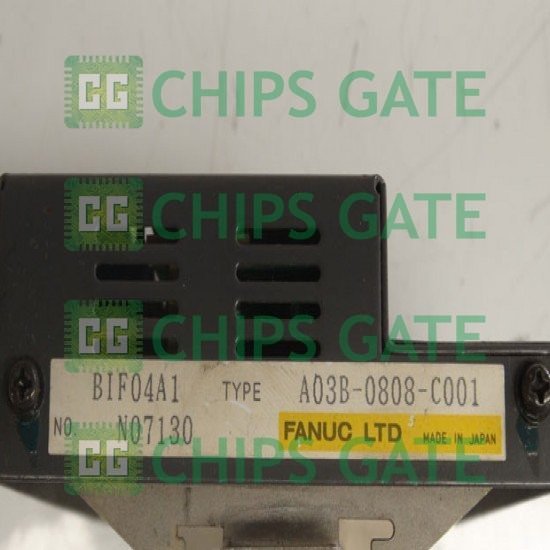 CG CHIPS GATE
CG CHIPS GATE
CG CHIPS GATE
BIF04A1 TYPE A03B-0808-C001
NO. N07130 FANUC LTD MADE IN JAPAN
CG CHIPS GATE